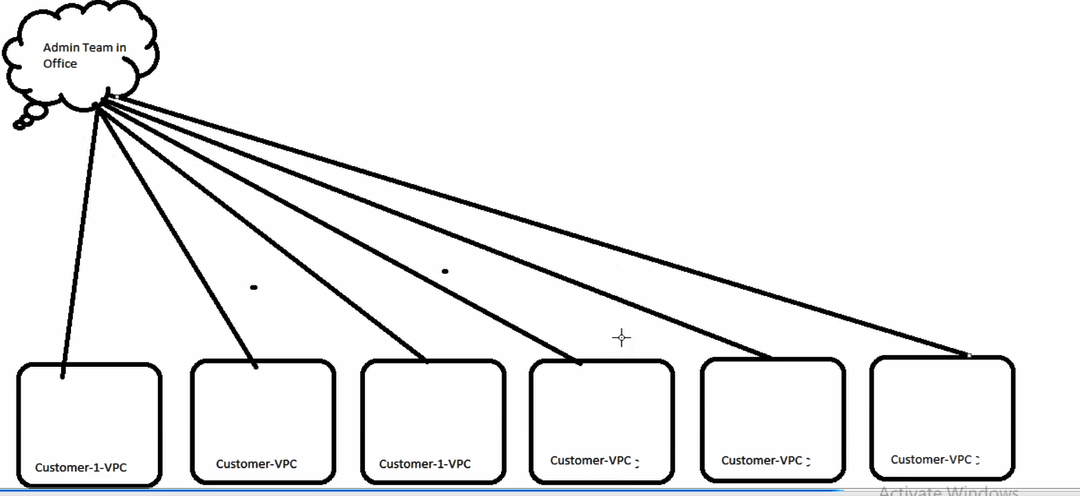 Admin Team in
Office
Customer-1-VPC
Customer-VPC
Customer-1-VPC
Customer-VPC :
Customer-VPC :
Customer-VPC :
Activate Windows